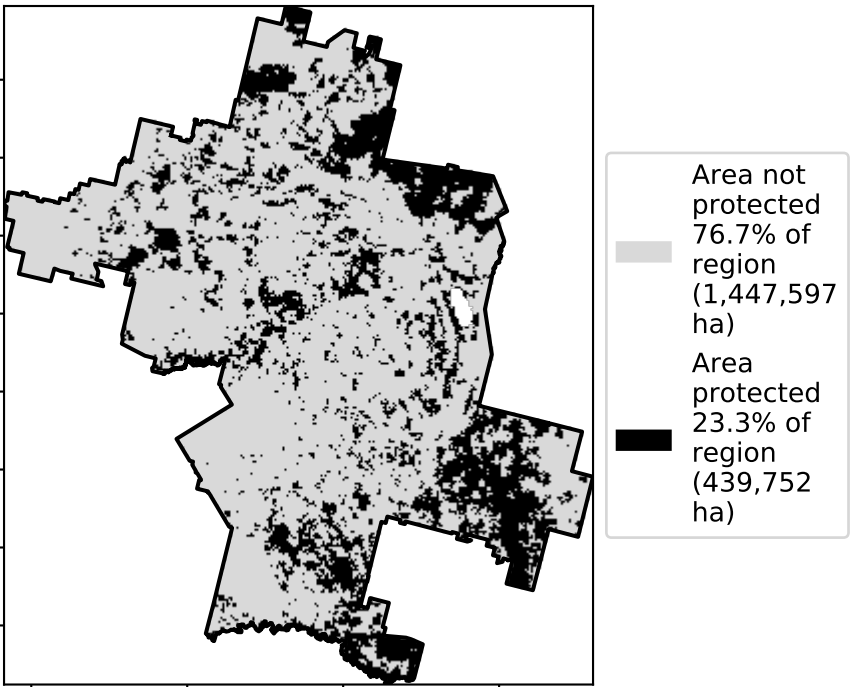 Area not
protected
76.7% of
region
(1,447,597
ha)
Area
protected
23.3% of
region
(439,752
ha)